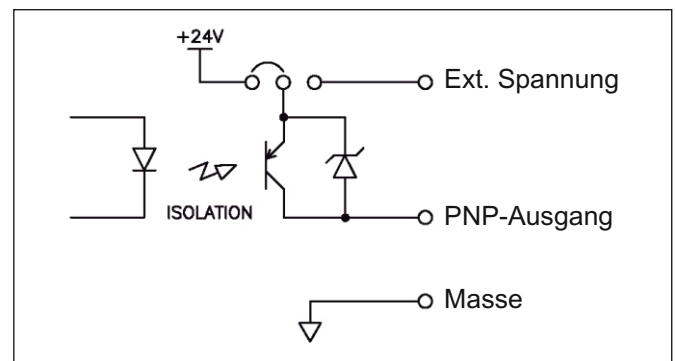 +24V
Ext. Spannung
ISOLATION
PNP-Ausgang
Masse